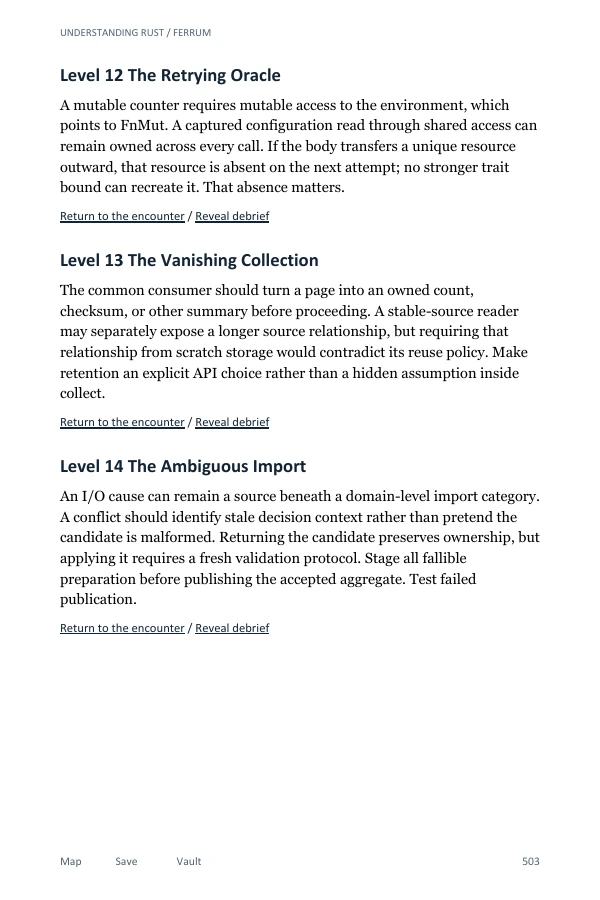 UNDERSTANDING RUST / FERRUM
Level 12 The Retrying Oracle
A mutable counter requires mutable access to the environment, which
points to FnMut. A captured configuration read through shared access can
remain owned across every call. If the body transfers a unique resource
outward, that resource is absent on the next attempt; no stronger trait
bound can recreate it. That absence matters.
Return to the encounter / Reveal debrief
Level 13 The Vanishing Collection
The common consumer should turn a page into an owned count,
checksum, or other summary before proceeding. A stable-source reader
may separately expose a longer source relationship, but requiring that
relationship from scratch storage would contradict its reuse policy. Make
retention an explicit API choice rather than a hidden assumption inside
collect.
Return to the encounter / Reveal debrief
Level 14 The Ambiguous Import
An I/O cause can remain a source beneath a domain-level import category.
A conflict should identify stale decision context rather than pretend the
candidate is malformed. Returning the candidate preserves ownership, but
applying it requires a fresh validation protocol. Stage all fallible
preparation before publishing the accepted aggregate. Test failed
publication.
Return to the encounter / Reveal debrief
Map Save Vault 503